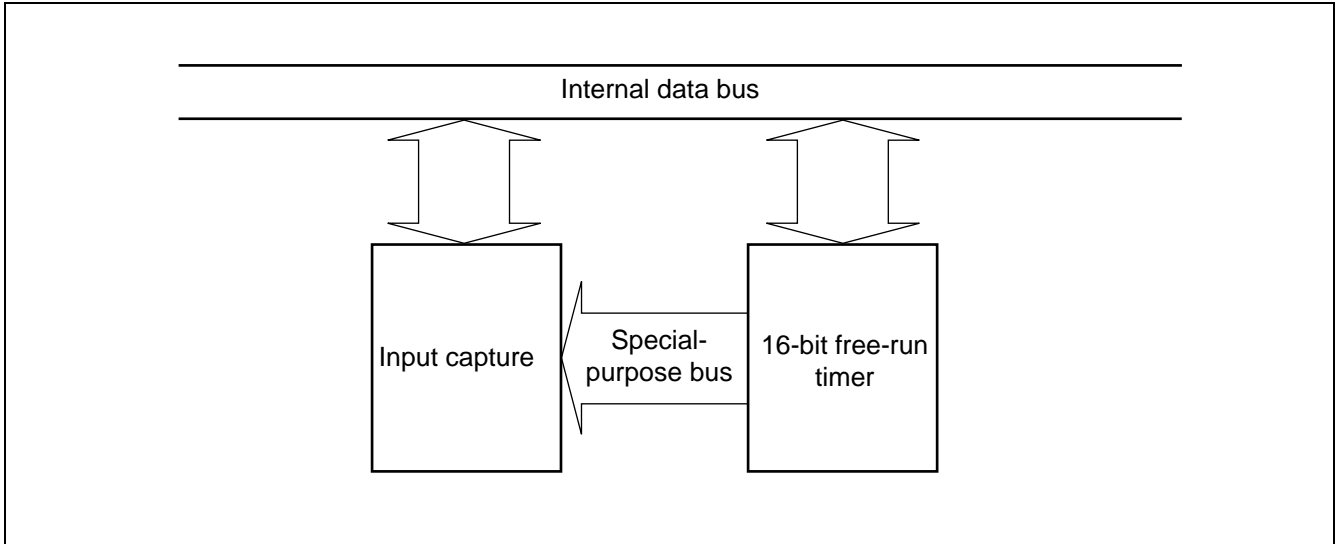 Internal data bus
Input capture
Special-
purpose bus
16-bit free-run
timer